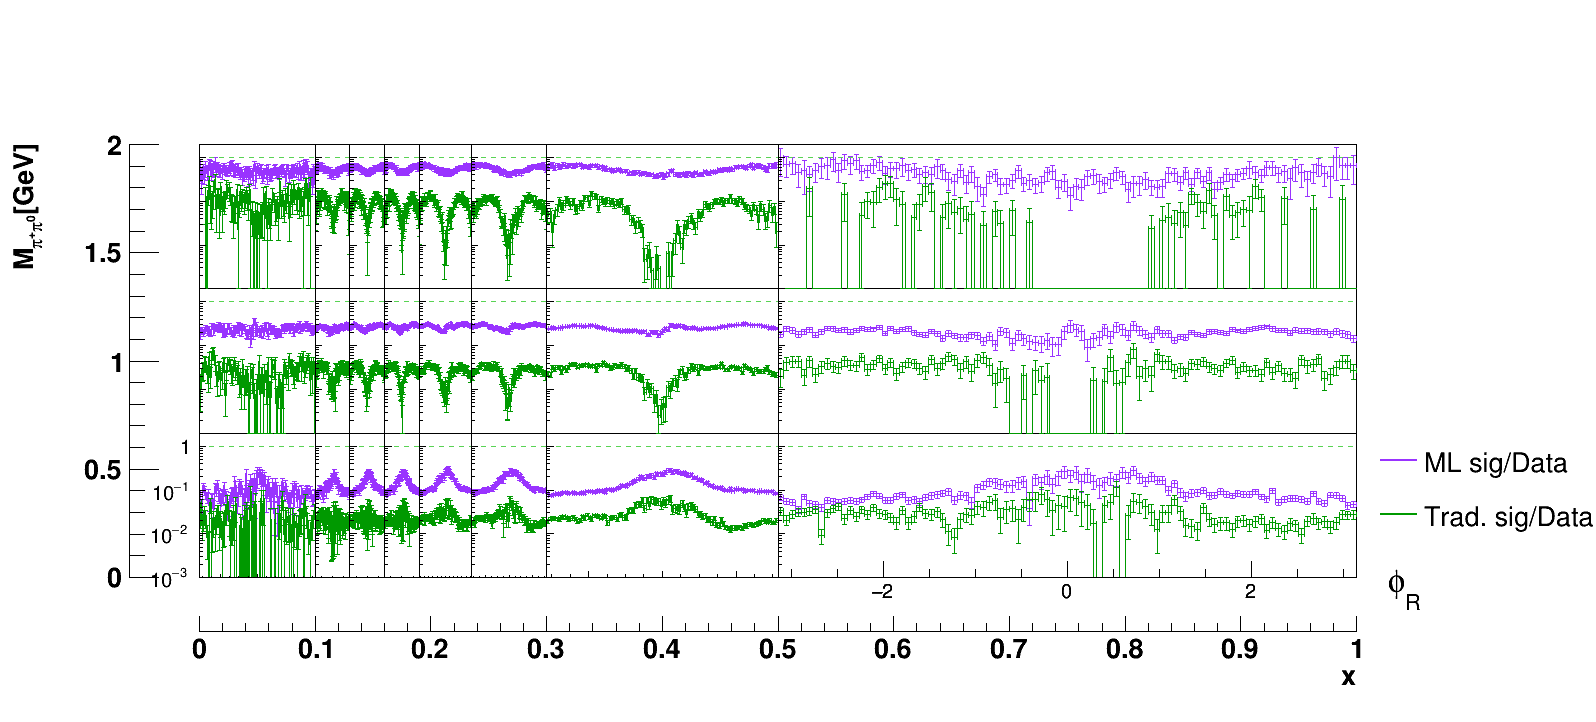 M_{π⁺π⁰}[GeV]
2
1.5
1
0.5
0
1
10⁻¹
10⁻²
10⁻³
ML sig/Data
Trad. sig/Data
−2 0 2
ϕ_R
0 0.1 0.2 0.3 0.4 0.5 0.6 0.7 0.8 0.9 1
x